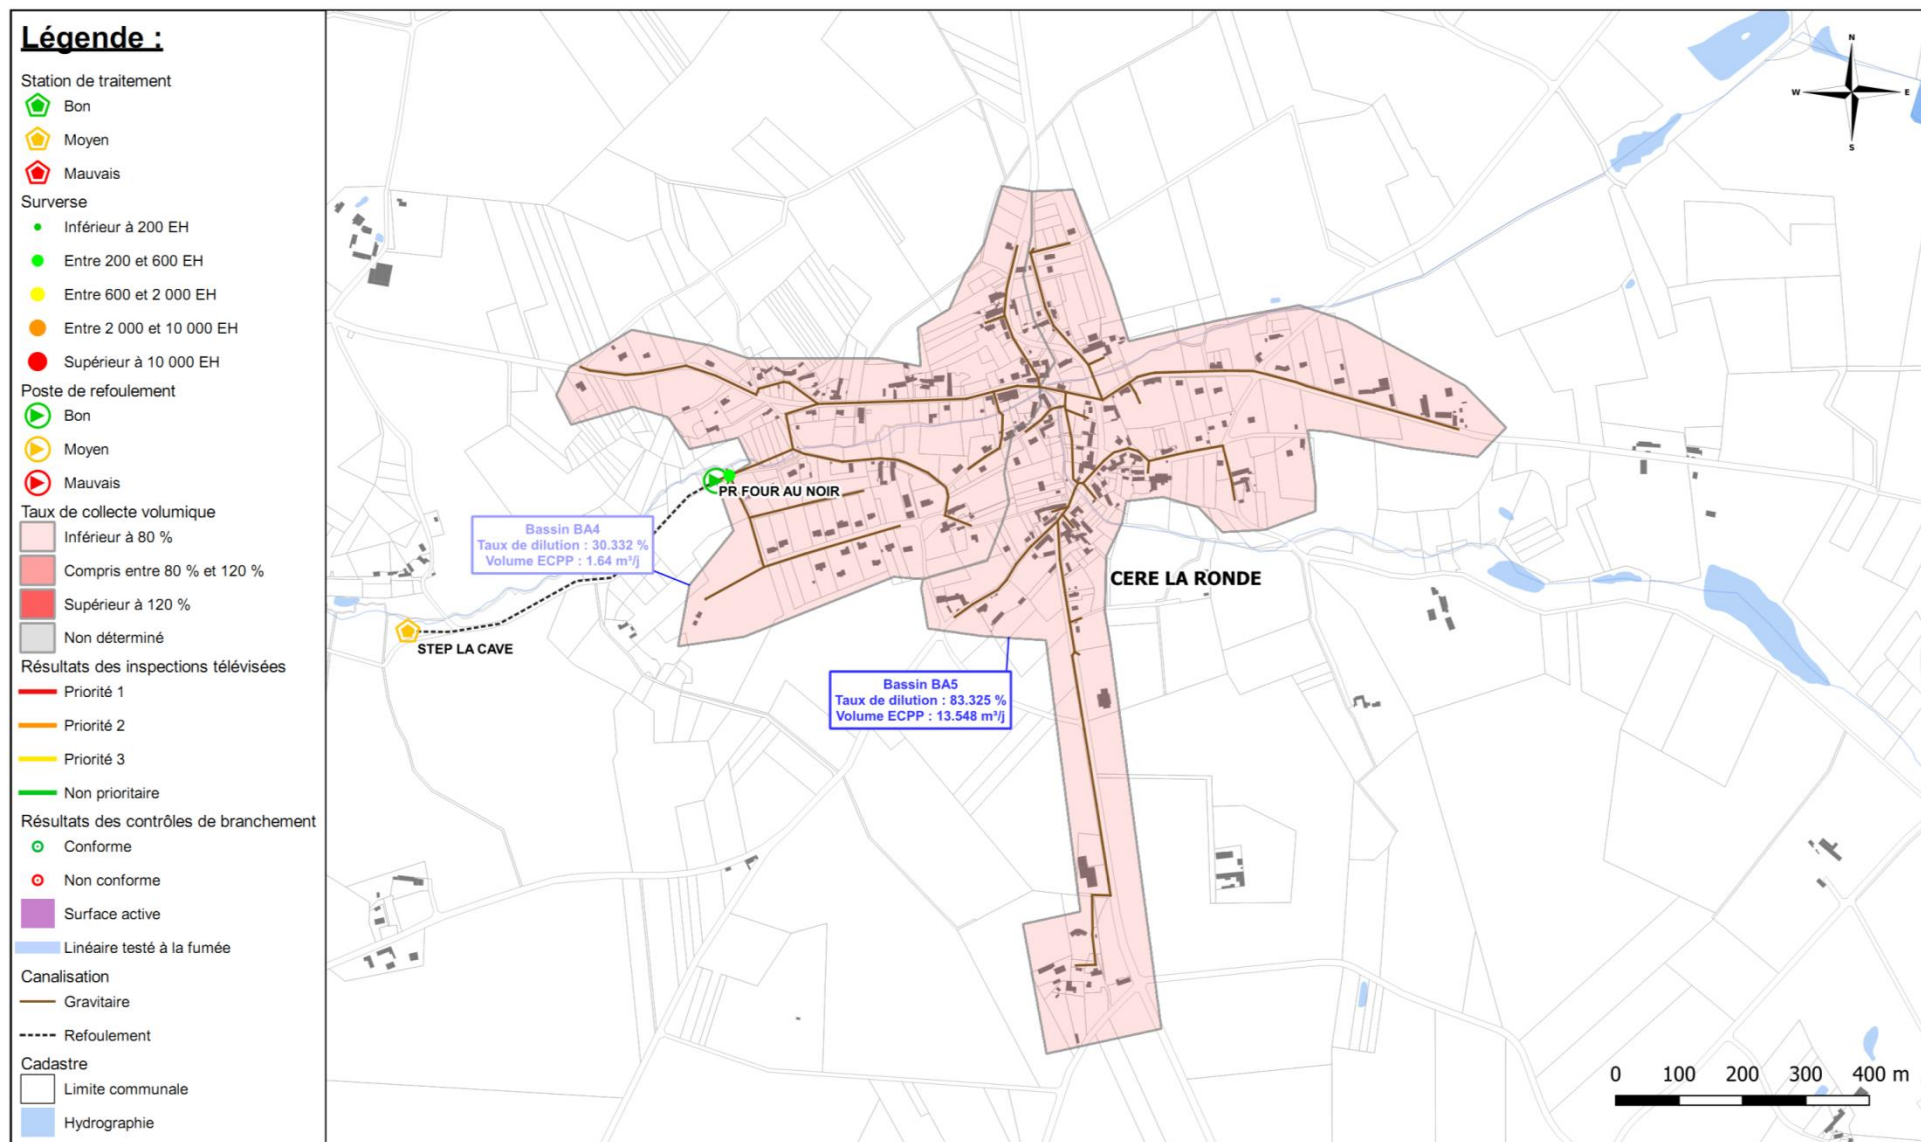 Légende :
Station de traitement
Bon
Moyen
Mauvais
Surverse
Inférieur à 200 EH
Entre 200 et 600 EH
Entre 600 et 2 000 EH
Entre 2 000 et 10 000 EH
Supérieur à 10 000 EH
Poste de refoulement
Bon
Moyen
Mauvais
Taux de collecte volumique
Inférieur à 80 %
Compris entre 80 % et 120 %
Supérieur à 120 %
Non déterminé
Résultats des inspections télévisées
Priorité 1
Priorité 2
Priorité 3
Non prioritaire
Résultats des contrôles de branchement
Conforme
Non conforme
Surface active
Linéaire testé à la fumée
Canalisation
Gravitaire
Refoulement
Cadastre
Limite communale
Hydrographie
N
W
E
S
PR FOUR AU NOIR
Bassin BA4
Taux de dilution : 30.332 %
Volume ECPP : 1.64 m³/j
CERE LA RONDE
STEP LA CAVE
Bassin BA5
Taux de dilution : 83.325 %
Volume ECPP : 13.548 m³/j
0 100 200 300 400 m